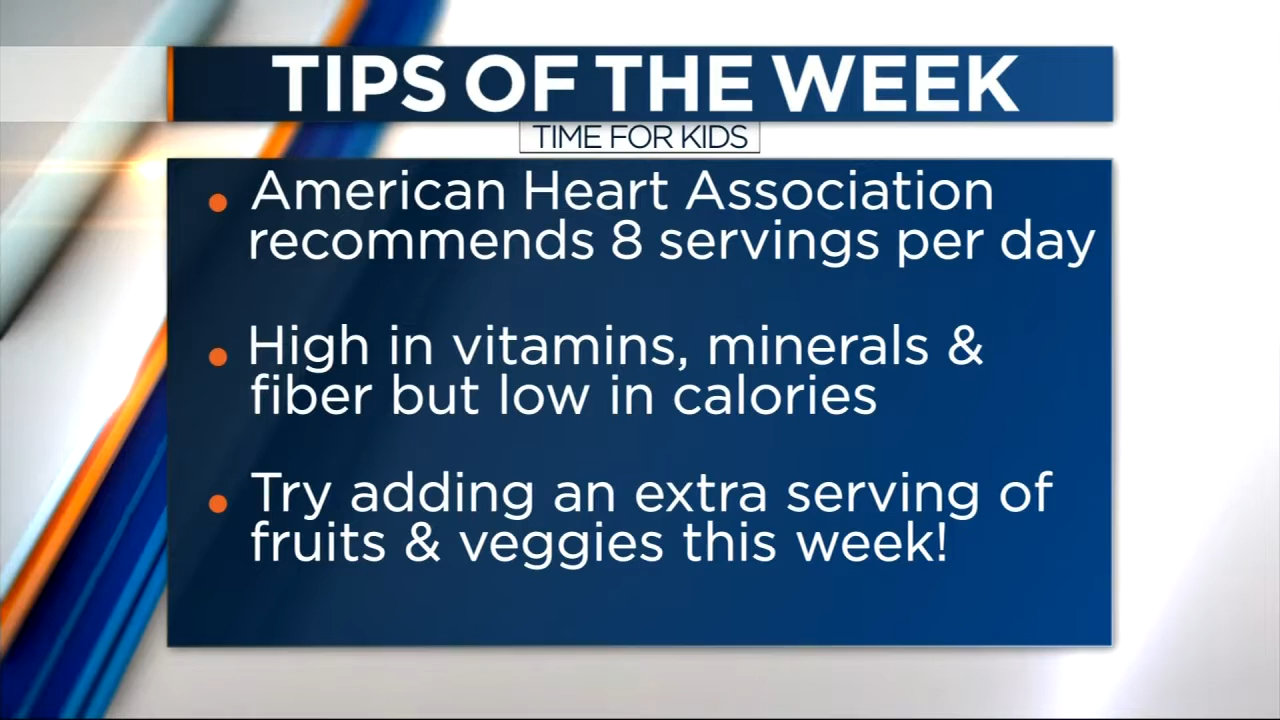 TIPS OF THE WEEK
TIME FOR KIDS
• American Heart Association
recommends 8 servings per day
• High in vitamins, minerals &
fiber but low in calories
• Try adding an extra serving of
fruits & veggies this week!